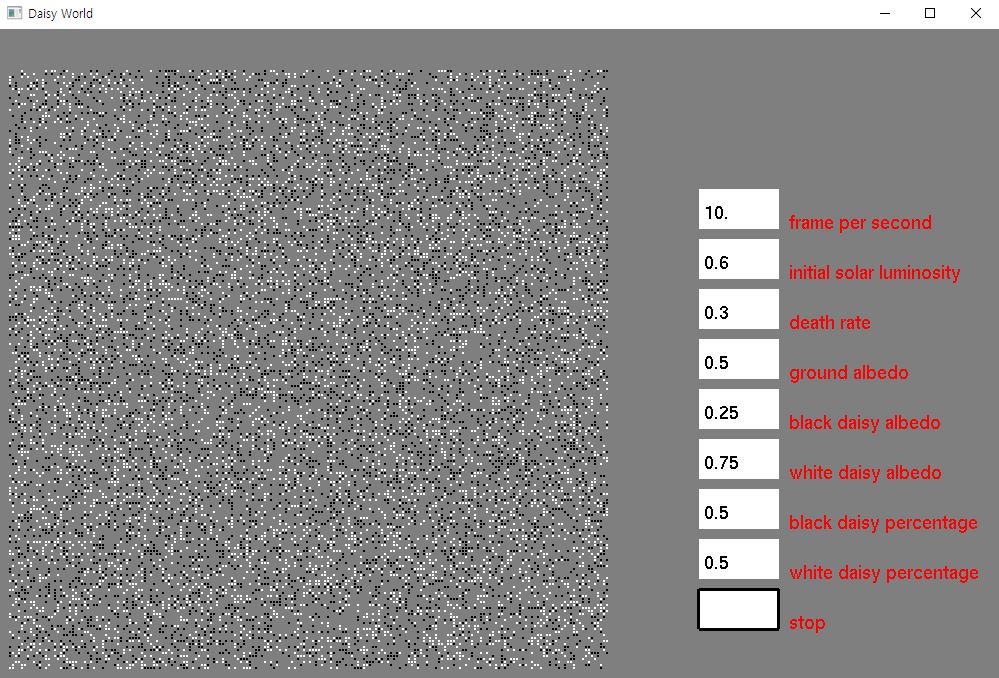 Daisy World
10. frame per second
0.6 initial solar luminosity
0.3 death rate
0.5 ground albedo
0.25 black daisy albedo
0.75 white daisy albedo
0.5 black daisy percentage
0.5 white daisy percentage
stop